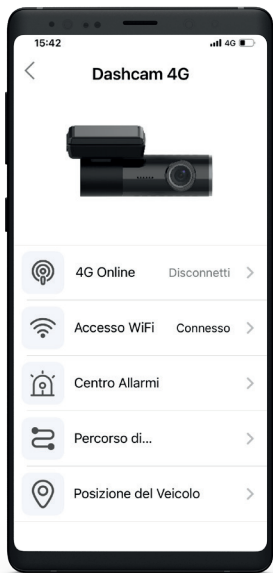 15:42 4G
Dashcam 4G
4G Online Disconnetti
Accesso WiFi Connesso
Centro Allarmi
Percorso di...
Posizione del Veicolo